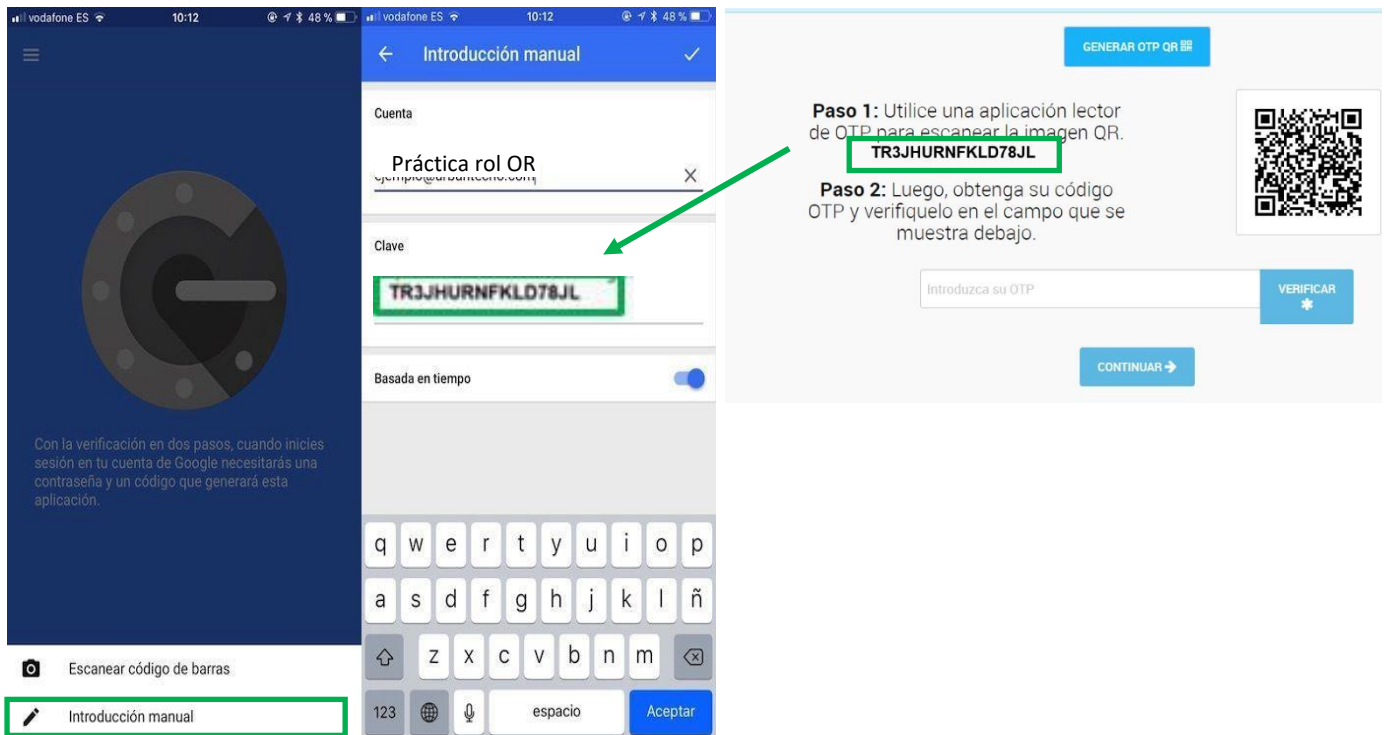 vodafone ES 10:12 48 %
Con la verificación en dos pasos, cuando inicies
sesión en tu cuenta de Google necesitarás una
contraseña y un código que generará esta
aplicación.
Escanear código de barras
Introducción manual
vodafone ES 10:12 48 %
Introducción manual
Cuenta
Práctica rol OR
Clave
TR3JHURNFKLD78JL
Basada en tiempo
q w e r t y u i o p
a s d f g h j k l ñ
z x c v b n m
123 espacio Aceptar
GENERAR OTP QR
Paso 1: Utilice una aplicación lector
de OTP para escanear la imagen QR.
TR3JHURNFKLD78JL
Paso 2: Luego, obtenga su código
OTP y verifiquelo en el campo que se
muestra debajo.
Introduzca su OTP
VERIFICAR
CONTINUAR